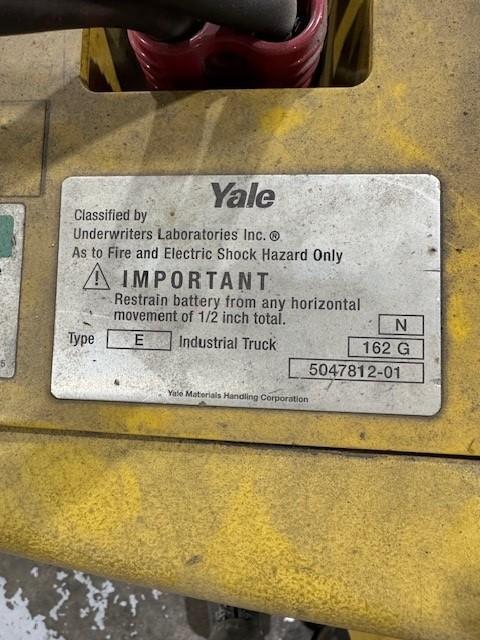 Yale
Classified by
Underwriters Laboratories Inc. ®
As to Fire and Electric Shock Hazard Only
IMPORTANT
Restrain battery from any horizontal
movement of 1/2 inch total.
N
Type E Industrial Truck
162 G
5047812-01
Yale Materials Handling Corporation